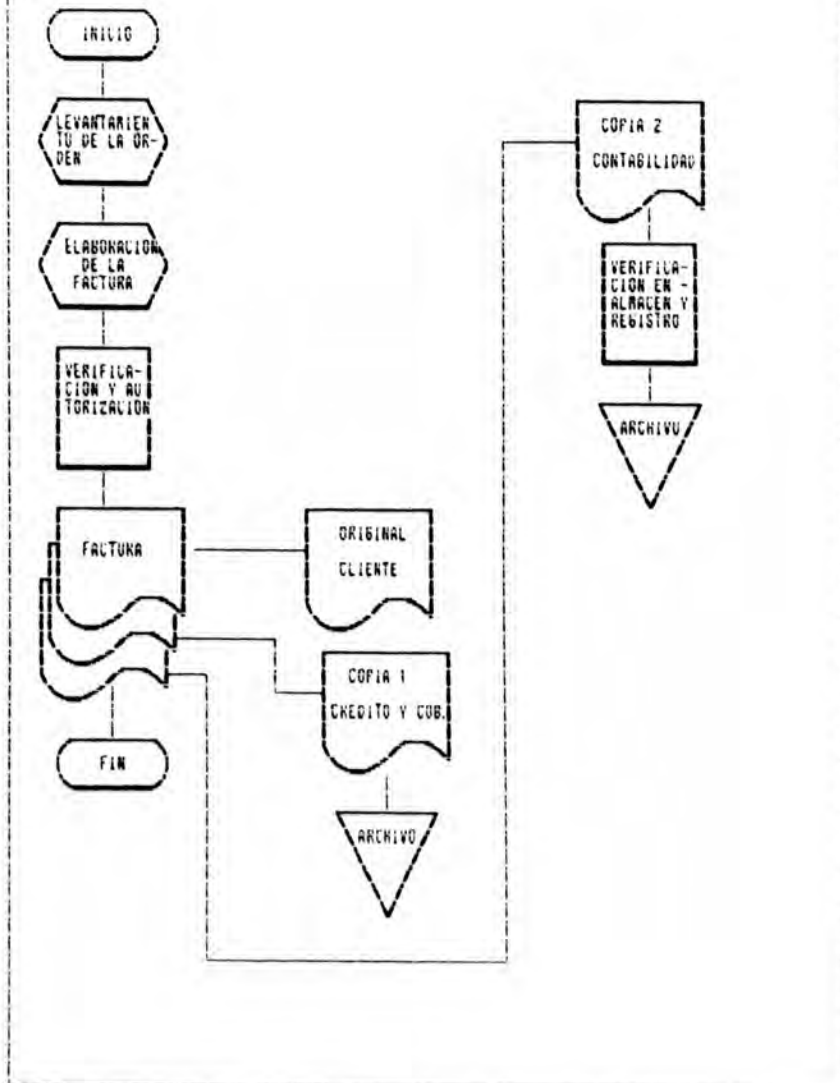 INICIO
LEVANTAMIEN
TO DE LA OR-
DEN
ELABORACION
DE LA
FACTURA
VERIFICA-
CION Y AU
TORIZACION
FACTURA
FIN
ORIGINAL
CLIENTE
COPIA 1
CREDITO Y COB.
ARCHIVO
COPIA 2
CONTABILIDAD
VERIFICA-
CION EN -
ALMACEN Y
REGISTRO
ARCHIVO